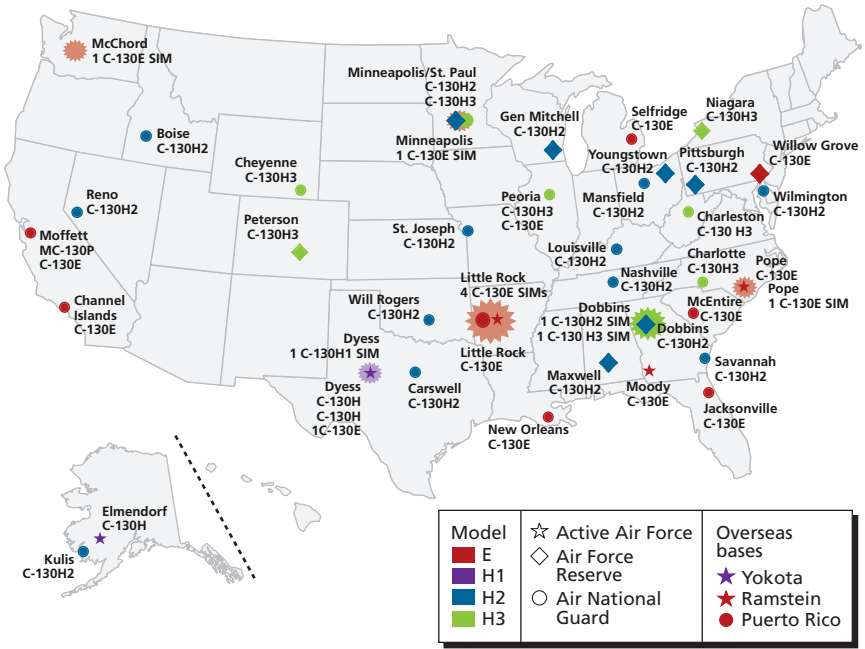 McChord
1 C-130E SIM
Minneapolis/St. Paul
C-130H2
C-130H3
Minneapolis
1 C-130E SIM
Gen Mitchell
C-130H2
Selfridge
C-130E
Niagara
C-130H3
Boise
C-130H2
Youngstown
C-130H2
Pittsburgh
C-130H2
Willow Grove
C-130E
Cheyenne
C-130H3
Reno
C-130H2
Peoria
C-130H3
C-130E
Mansfield
C-130H2
Wilmington
C-130H2
Peterson
C-130H3
St. Joseph
C-130H2
Charleston
C-130 H3
Moffett
MC-130P
C-130E
Louisville
C-130H2
Charlotte
C-130H3
Pope
C-130E
Pope
1 C-130E SIM
Nashville
C-130H2
Little Rock
4 C-130E SIMs
Channel
Islands
C-130E
Will Rogers
C-130H2
Dobbins
1 C-130H2 SIM
1 C-130 H3 SIM
McEntire
C-130E
Dobbins
C-130H2
Dyess
1 C-130H1 SIM
Little Rock
C-130E
Savannah
C-130H2
Dyess
C-130H
C-130H
1C-130E
Carswell
C-130H2
Maxwell
C-130H2
Moody
C-130E
Jacksonville
C-130E
New Orleans
C-130E
Elmendorf
C-130H
Kulis
C-130H2
Model
E
H1
H2
H3
Active Air Force
Air Force
Reserve
Air National
Guard
Overseas
bases
Yokota
Ramstein
Puerto Rico